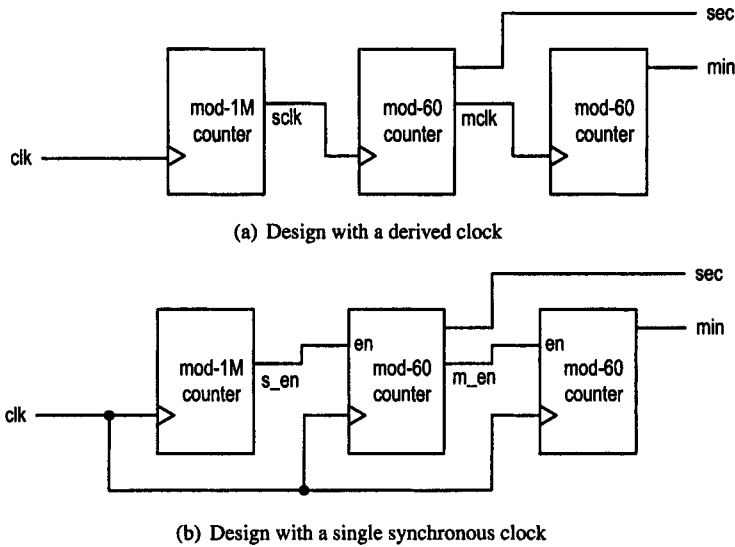 sec
min
mod-1M
counter
sclk
mod-60
counter
mclk
mod-60
counter
clk
(a) Design with a derived clock
sec
min
mod-1M
counter
s_en
en
mod-60
counter
m_en
en
mod-60
counter
clk
(b) Design with a single synchronous clock